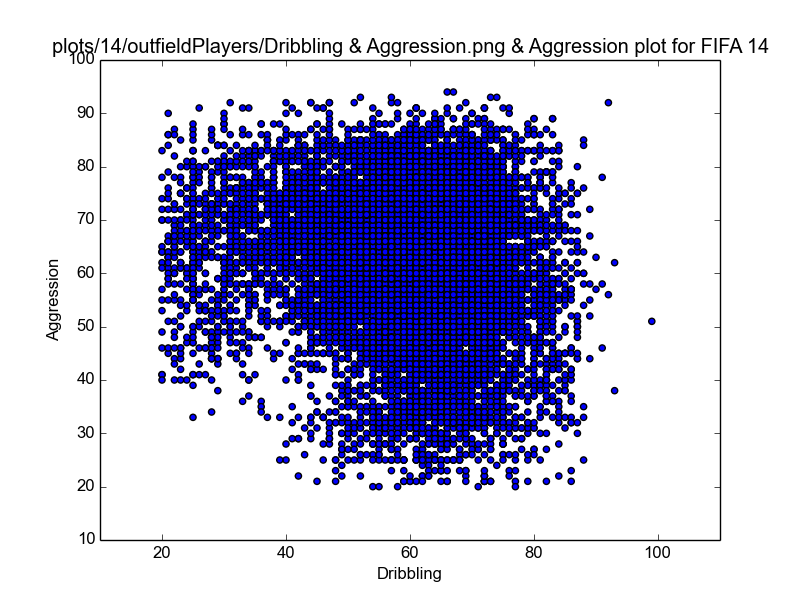 plots/14/outfieldPlayers/Dribbling & Aggression.png & Aggression plot for FIFA 14
100
90
80
70
60
50
40
30
20
10
Aggression
20 40 60 80 100
Dribbling